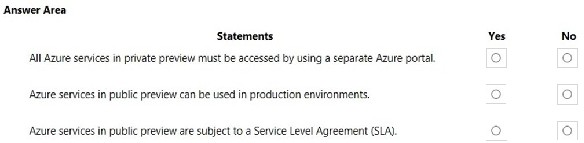 Answer Area
Statements Yes No
All Azure services in private preview must be accessed by using a separate Azure portal.
Azure services in public preview can be used in production environments.
Azure services in public preview are subject to a Service Level Agreement (SLA).